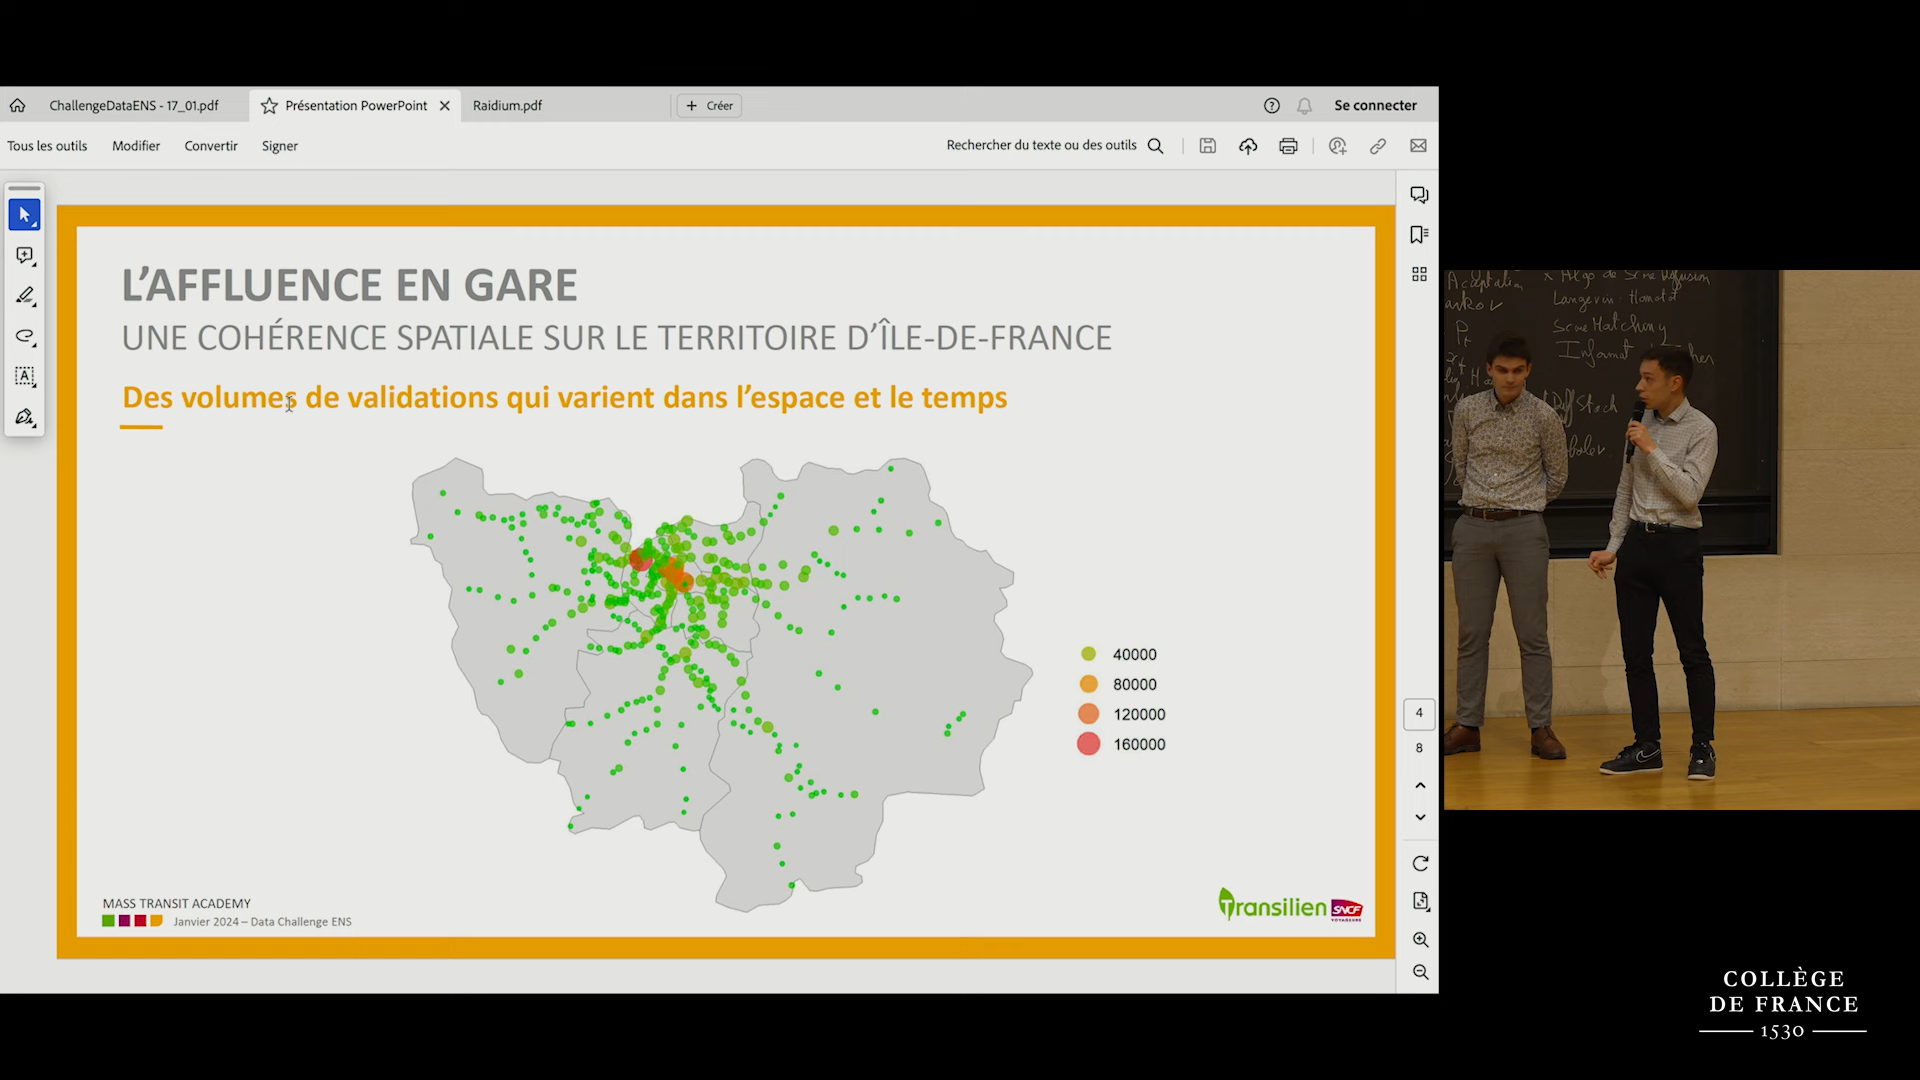 ChallengeDataENS - 17_01.pdf
Présentation PowerPoint
Raidium.pdf
Créer
Se connecter
Tous les outils
Modifier
Convertir
Signer
Rechercher du texte ou des outils
L'AFFLUENCE EN GARE
UNE COHÉRENCE SPATIALE SUR LE TERRITOIRE D'ÎLE-DE-FRANCE
Des volumes de validations qui varient dans l'espace et le temps
40000
80000
120000
160000
4
8
MASS TRANSIT ACADEMY
Janvier 2024 – Data Challenge ENS
Transilien
SNCF
VOYAGEURS
Langevin
Score Matching
COLLÈGE
DE FRANCE
1530